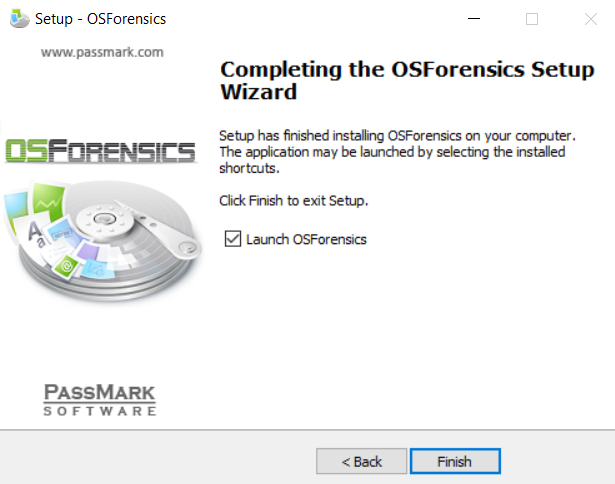 Setup - OSForensics
www.passmark.com
Completing the OSForensics Setup
Wizard
OSFORENSICS
Setup has finished installing OSForensics on your computer.
The application may be launched by selecting the installed
shortcuts.
Click Finish to exit Setup.
Launch OSForensics
Aa
@
PASSMARK
SOFTWARE
< Back
Finish